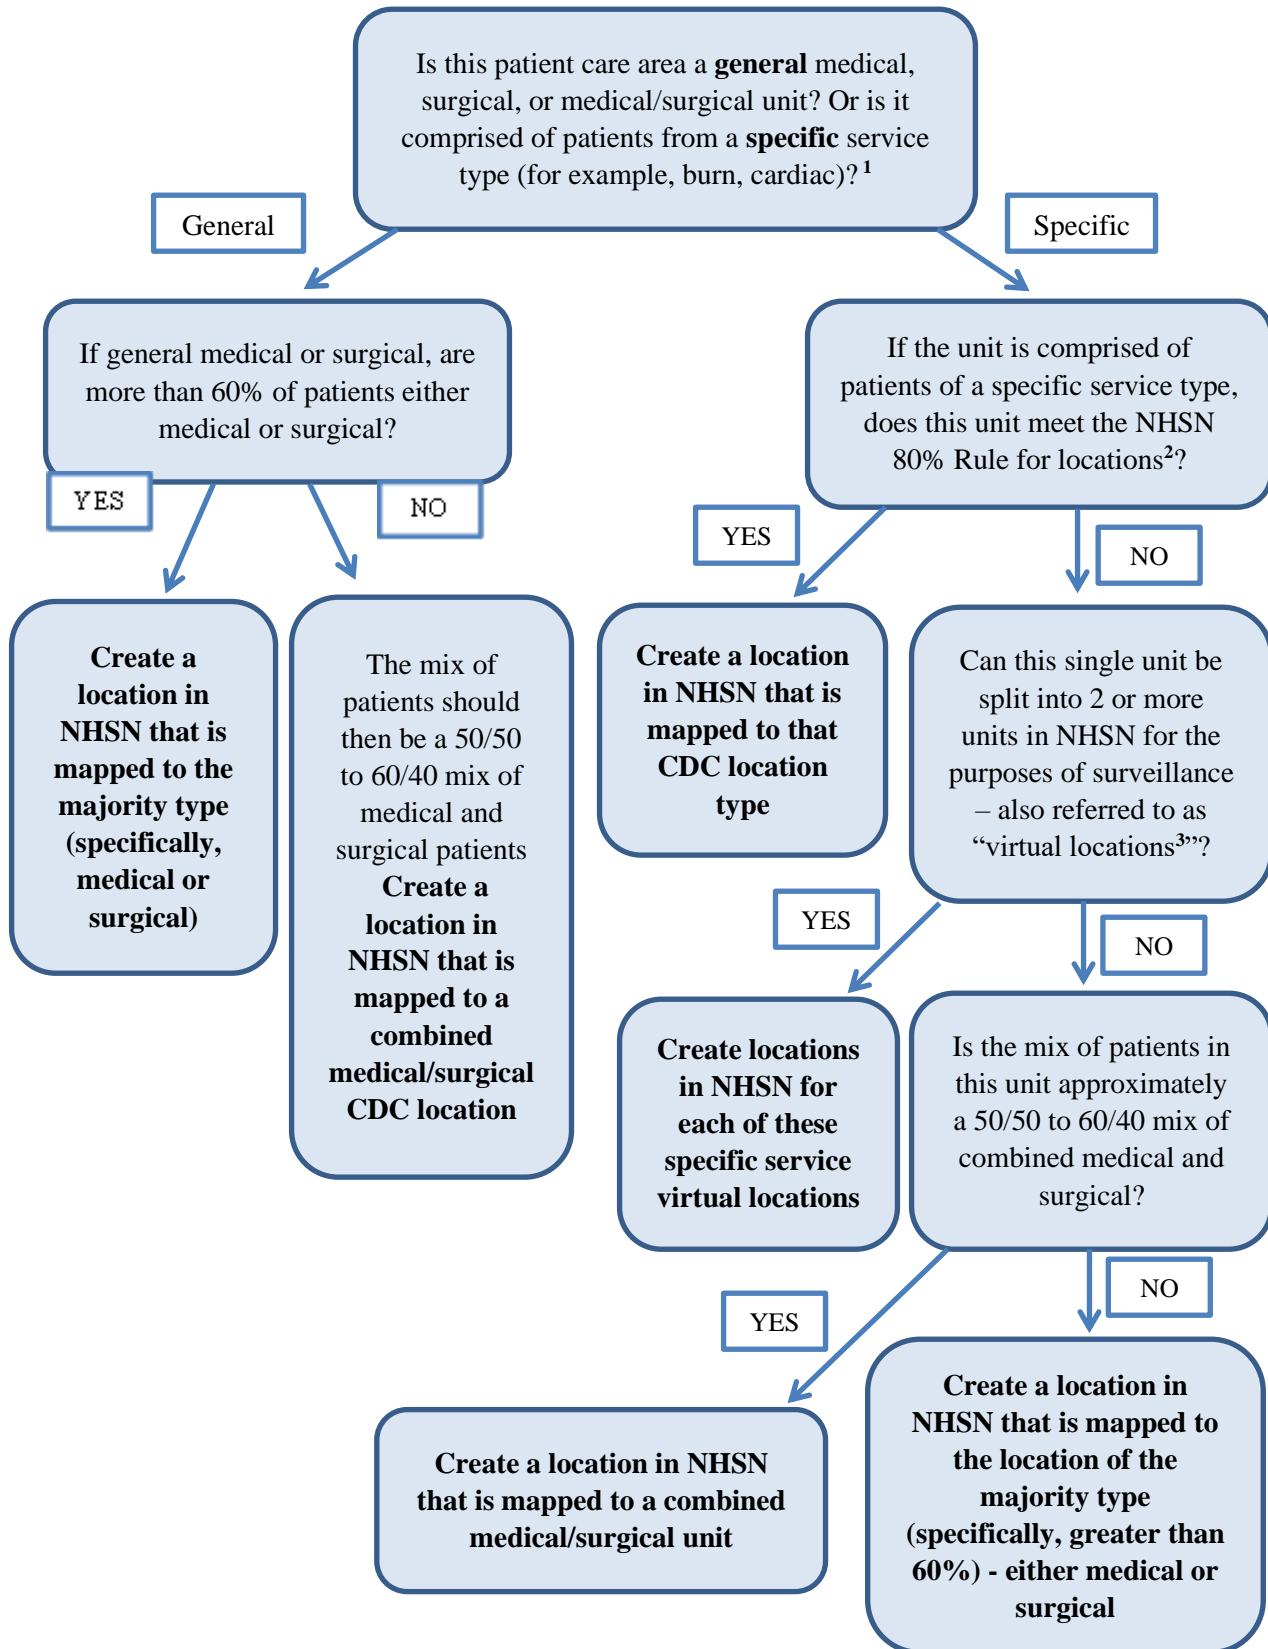 Is this patient care area a general medical,
surgical, or medical/surgical unit? Or is it
comprised of patients from a specific service
type (for example, burn, cardiac)? 1
General
Specific
If general medical or surgical, are
more than 60% of patients either
medical or surgical?
If the unit is comprised of
patients of a specific service type,
does this unit meet the NHSN
80% Rule for locations2?
YES
NO
YES
NO
Create a
location in
NHSN that is
mapped to the
majority type
(specifically,
medical or
surgical)
The mix of
patients should
then be a 50/50
to 60/40 mix of
medical and
surgical patients
Create a
location in
NHSN that is
mapped to a
combined
medical/surgical
CDC location
Create a location
in NHSN that is
mapped to that
CDC location
type
Can this single unit be
split into 2 or more
units in NHSN for the
purposes of surveillance
– also referred to as
“virtual locations3”?
YES
NO
Create locations
in NHSN for
each of these
specific service
virtual locations
Is the mix of patients in
this unit approximately
a 50/50 to 60/40 mix of
combined medical and
surgical?
YES
NO
Create a location in NHSN
that is mapped to a combined
medical/surgical unit
Create a location in
NHSN that is mapped to
the location of the
majority type
(specifically, greater than
60%) - either medical or
surgical